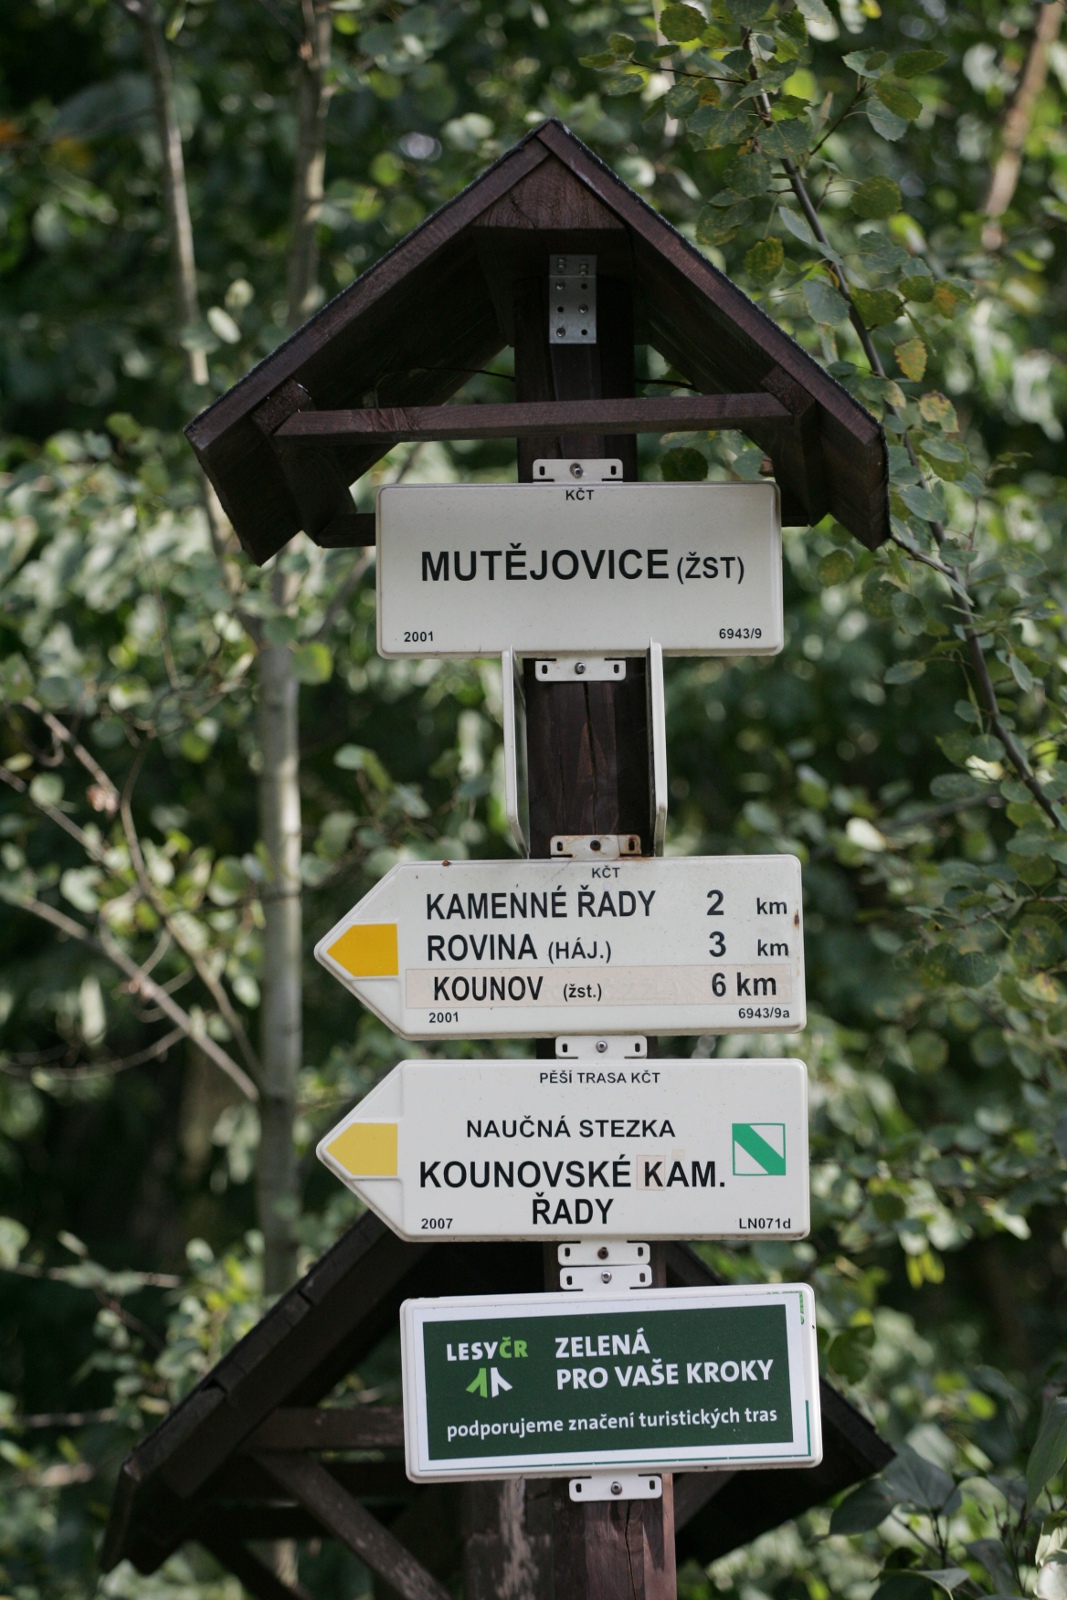 KČT
MUTĚJOVICE (ŽST)
2001 6943/9
KČT
KAMENNÉ ŘADY 2 km
ROVINA (HÁJ.) 3 km
KOUNOV (žst.) 6 km
2001 6943/9a
PĚŠÍ TRASA KČT
NAUČNÁ STEZKA
KOUNOVSKÉ KAM.
ŘADY
2007 LN071d
LESYČR
ZELENÁ
PRO VAŠE KROKY
podporujeme značení turistických tras